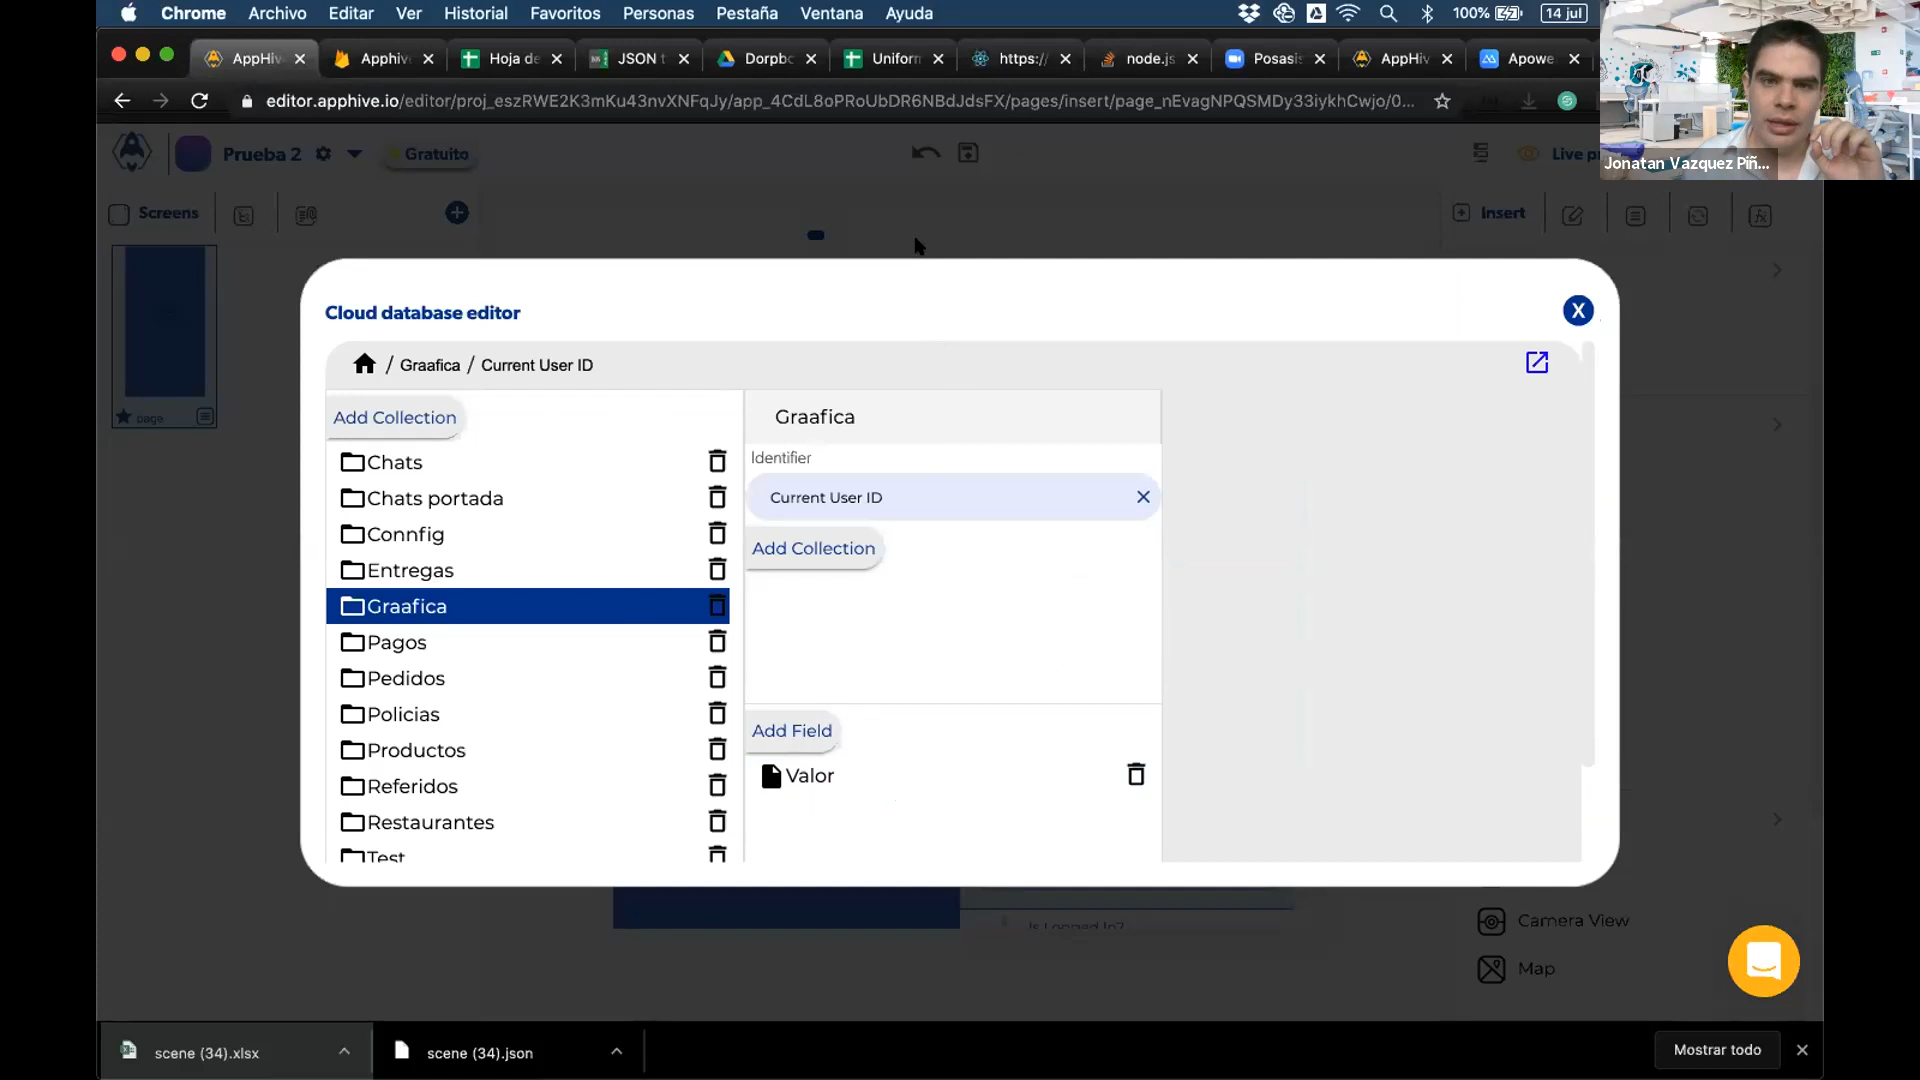 Chrome Archivo Editar Ver Historial Favoritos Personas Pestaña Ventana Ayuda 100% 14 jul
AppHiv Apphive Hoja de JSON t Dorpbo Uniform https:// node.js Posasis AppHiv Apowe
editor.apphive.io/editor/proj_eszRWE2K3mKu43nvXNFqJy/app_4CdL8oPRoUbDR6NBdJdsFX/pages/insert/page_nEvagNPQSMDy33iykhCwjo/0...
Jonatan Vazquez Piñ...
Prueba 2 Gratuito Live p
Screens Insert
page
Cloud database editor X
/ Graafica / Current User ID
Add Collection
Chats
Chats portada
Connfig
Entregas
Graafica
Pagos
Pedidos
Policias
Productos
Referidos
Restaurantes
Test
Graafica
Identifier
Current User ID
Add Collection
Add Field
Valor
Is Logged In?
Camera View
Map
scene (34).xlsx scene (34).json Mostrar todo